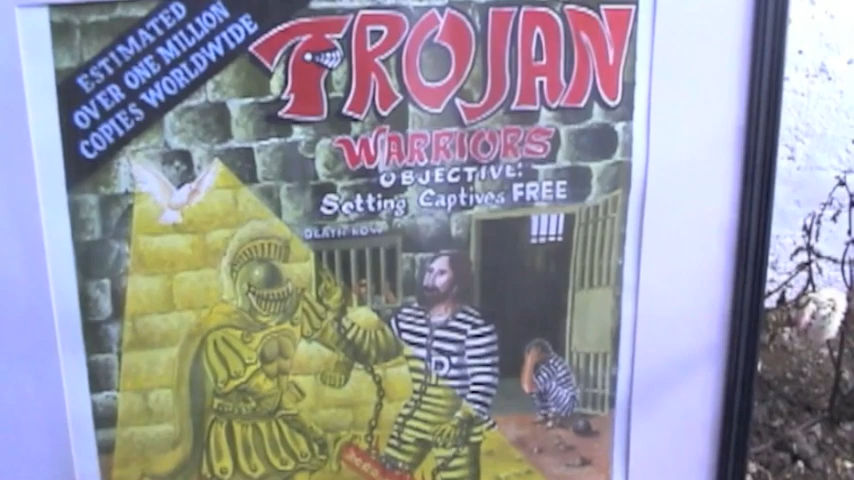 ESTIMATED
OVER ONE MILLION
COPIES WORLDWIDE
TROJAN
WARRIORS
OBJECTIVE:
Setting Captives FREE
DEATH ROW
P